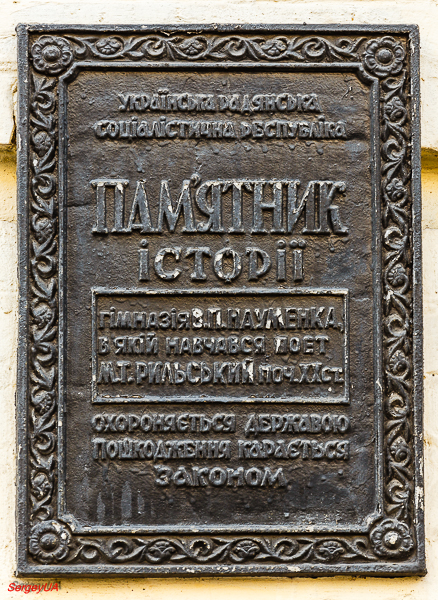 УКРАЇНСЬКА РАДЯНСЬКА
СОЦІАЛІСТИЧНА РЕСПУБЛІКА
ПАМ'ЯТНИК
ІСТОРІЇ
ГІМНАЗІЯ В.П. НАУМЕНКА,
В ЯКІЙ НАВЧАВСЯ ПОЕТ
М.Т. РИЛЬСЬКИЙ ПОЧ. ХХ СТ.
ОХОРОНЯЄТЬСЯ ДЕРЖАВОЮ
ПОШКОДЖЕННЯ КАРАЄТЬСЯ
ЗАКОНОМ
SergeyUA